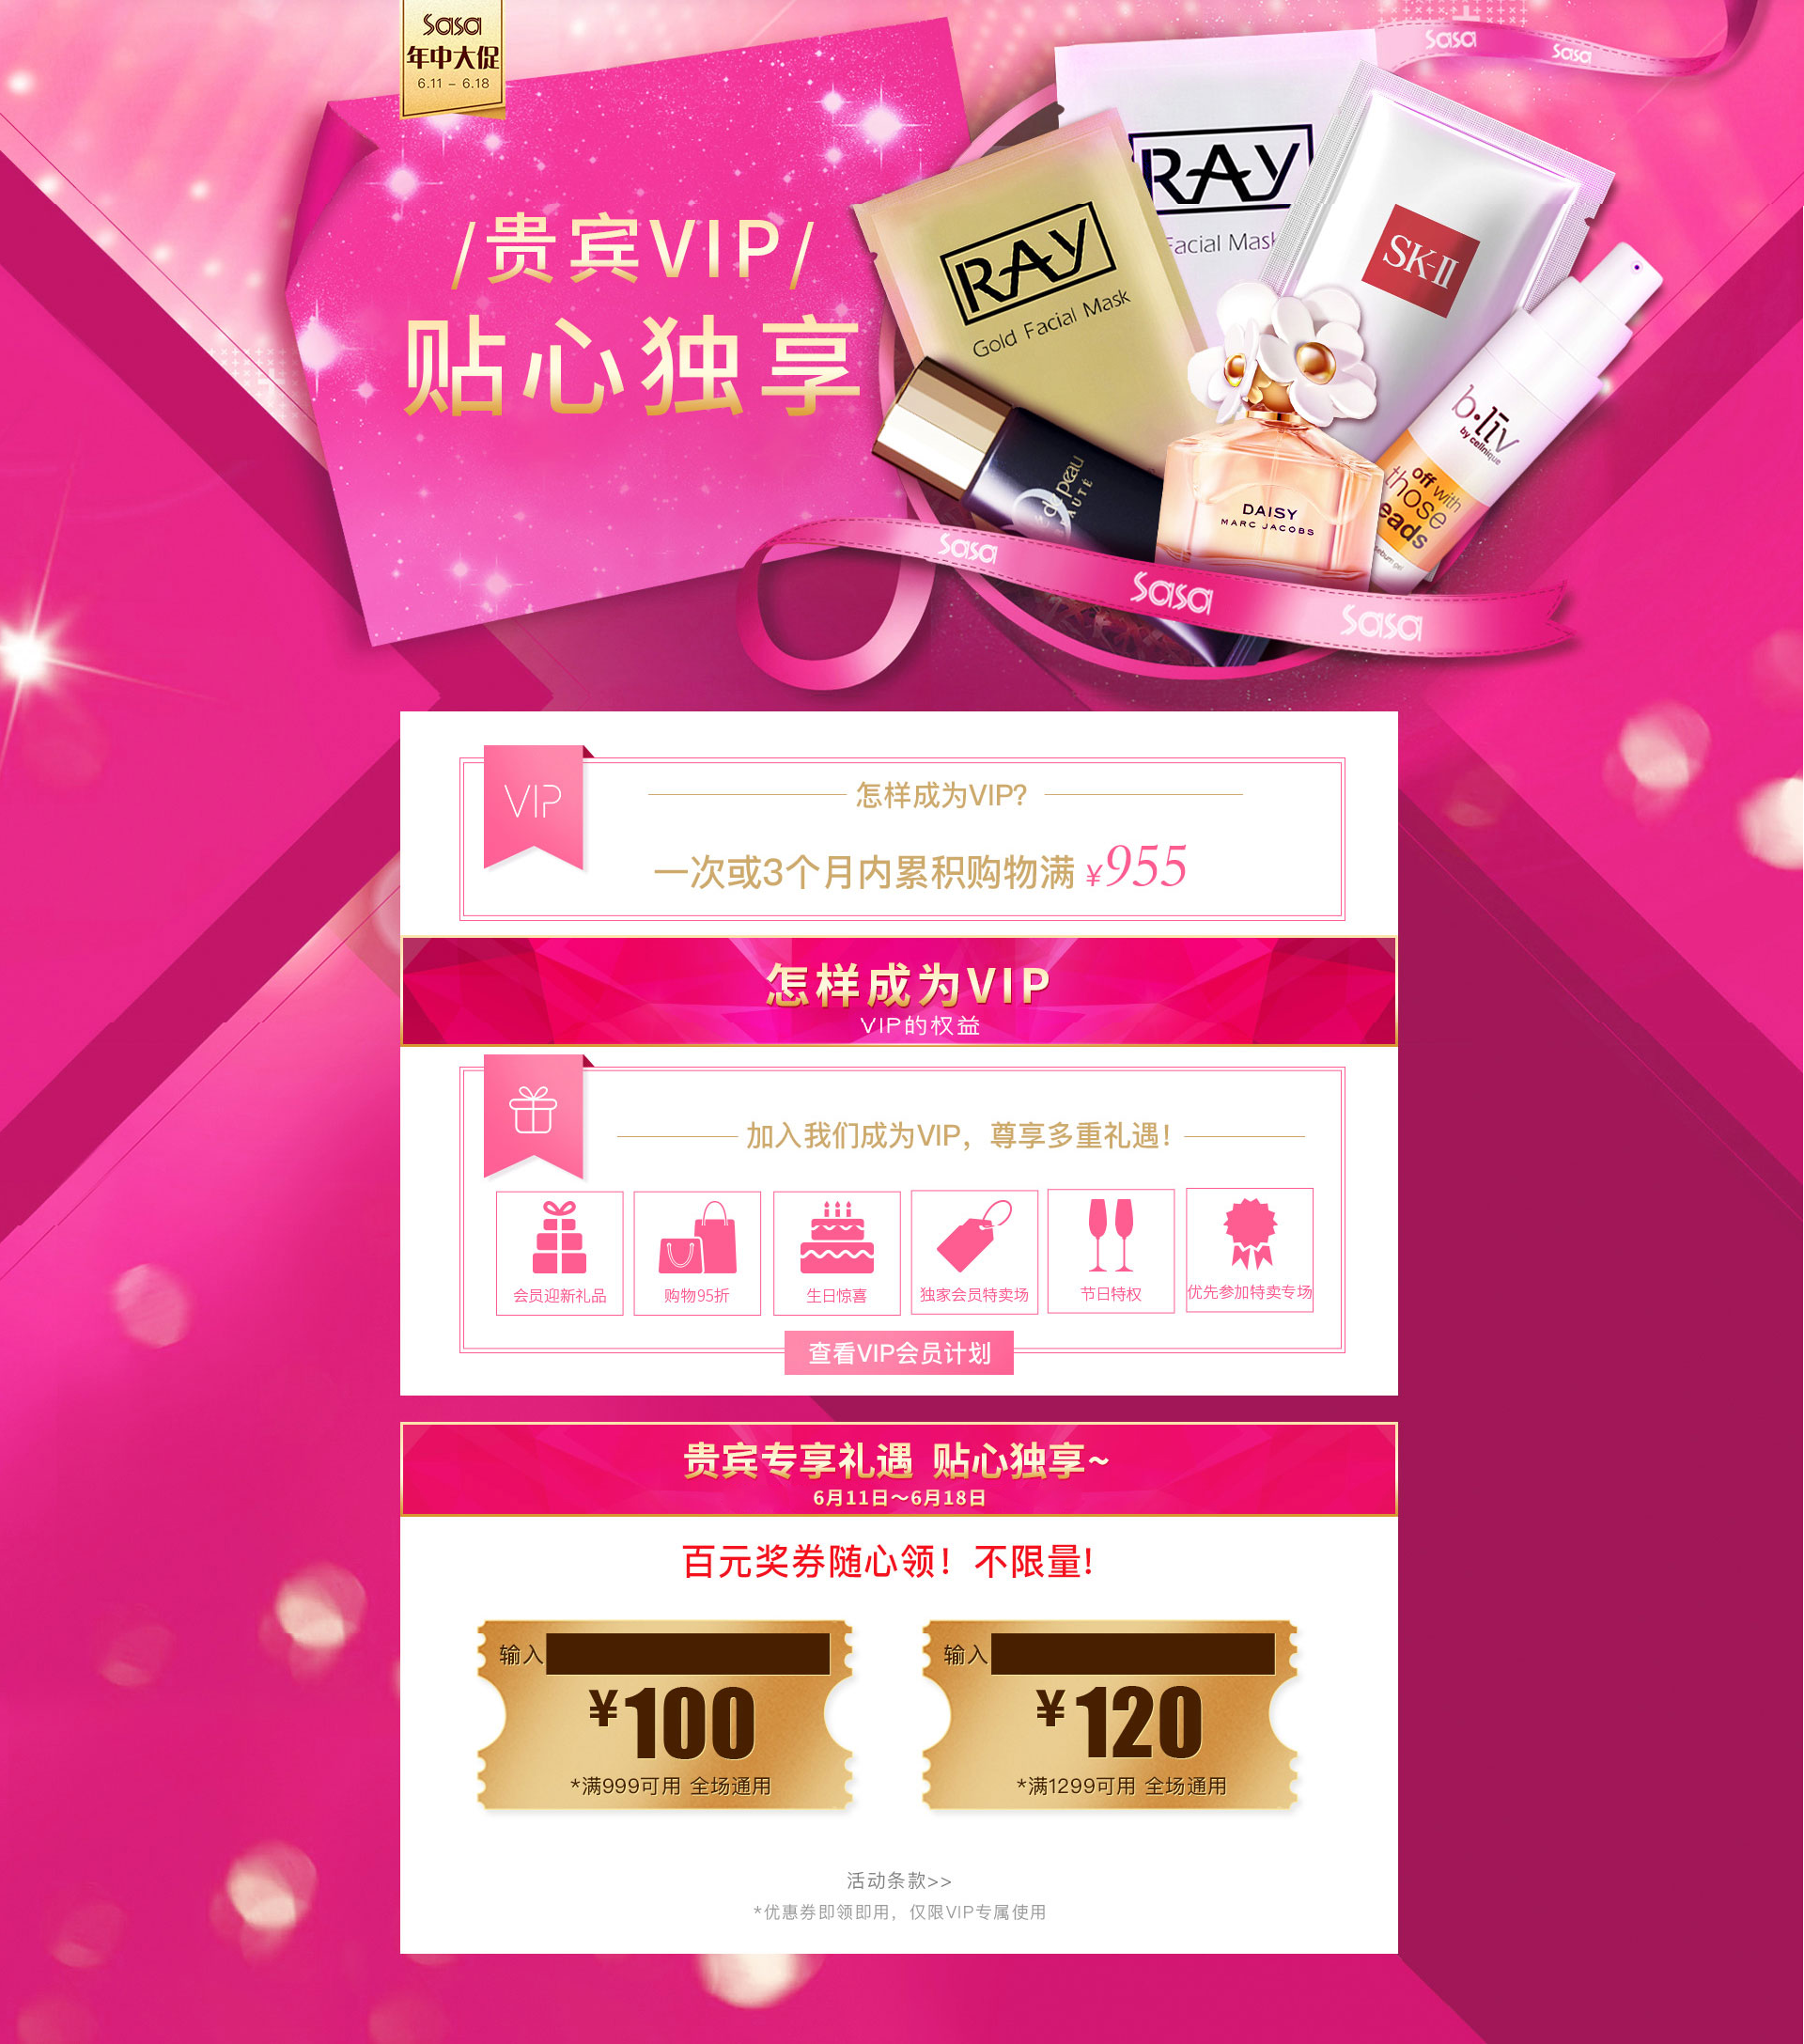 Sasa
年中大促
6.11 – 6.18
/贵宾VIP/
贴心独享
Sasa
Sasa
RAY
Facial Mask
RAY
Gold Facial Mask
SK-II
b·līv
by cellnique
off with
those
eads
de peau
DAISY
MARC JACOBS
Sasa
Sasa
Sasa
VIP
怎样成为VIP?
一次或3个月内累积购物满 ¥955
怎样成为VIP
VIP的权益
加入我们成为VIP，尊享多重礼遇！
会员迎新礼品
购物95折
生日惊喜
独家会员特卖场
节日特权
优先参加特卖专场
查看VIP会员计划
贵宾专享礼遇 贴心独享~
6月11日～6月18日
百元奖券随心领！不限量!
输入
¥100
*满999可用 全场通用
输入
¥120
*满1299可用 全场通用
活动条款>>
*优惠券即领即用，仅限VIP专属使用